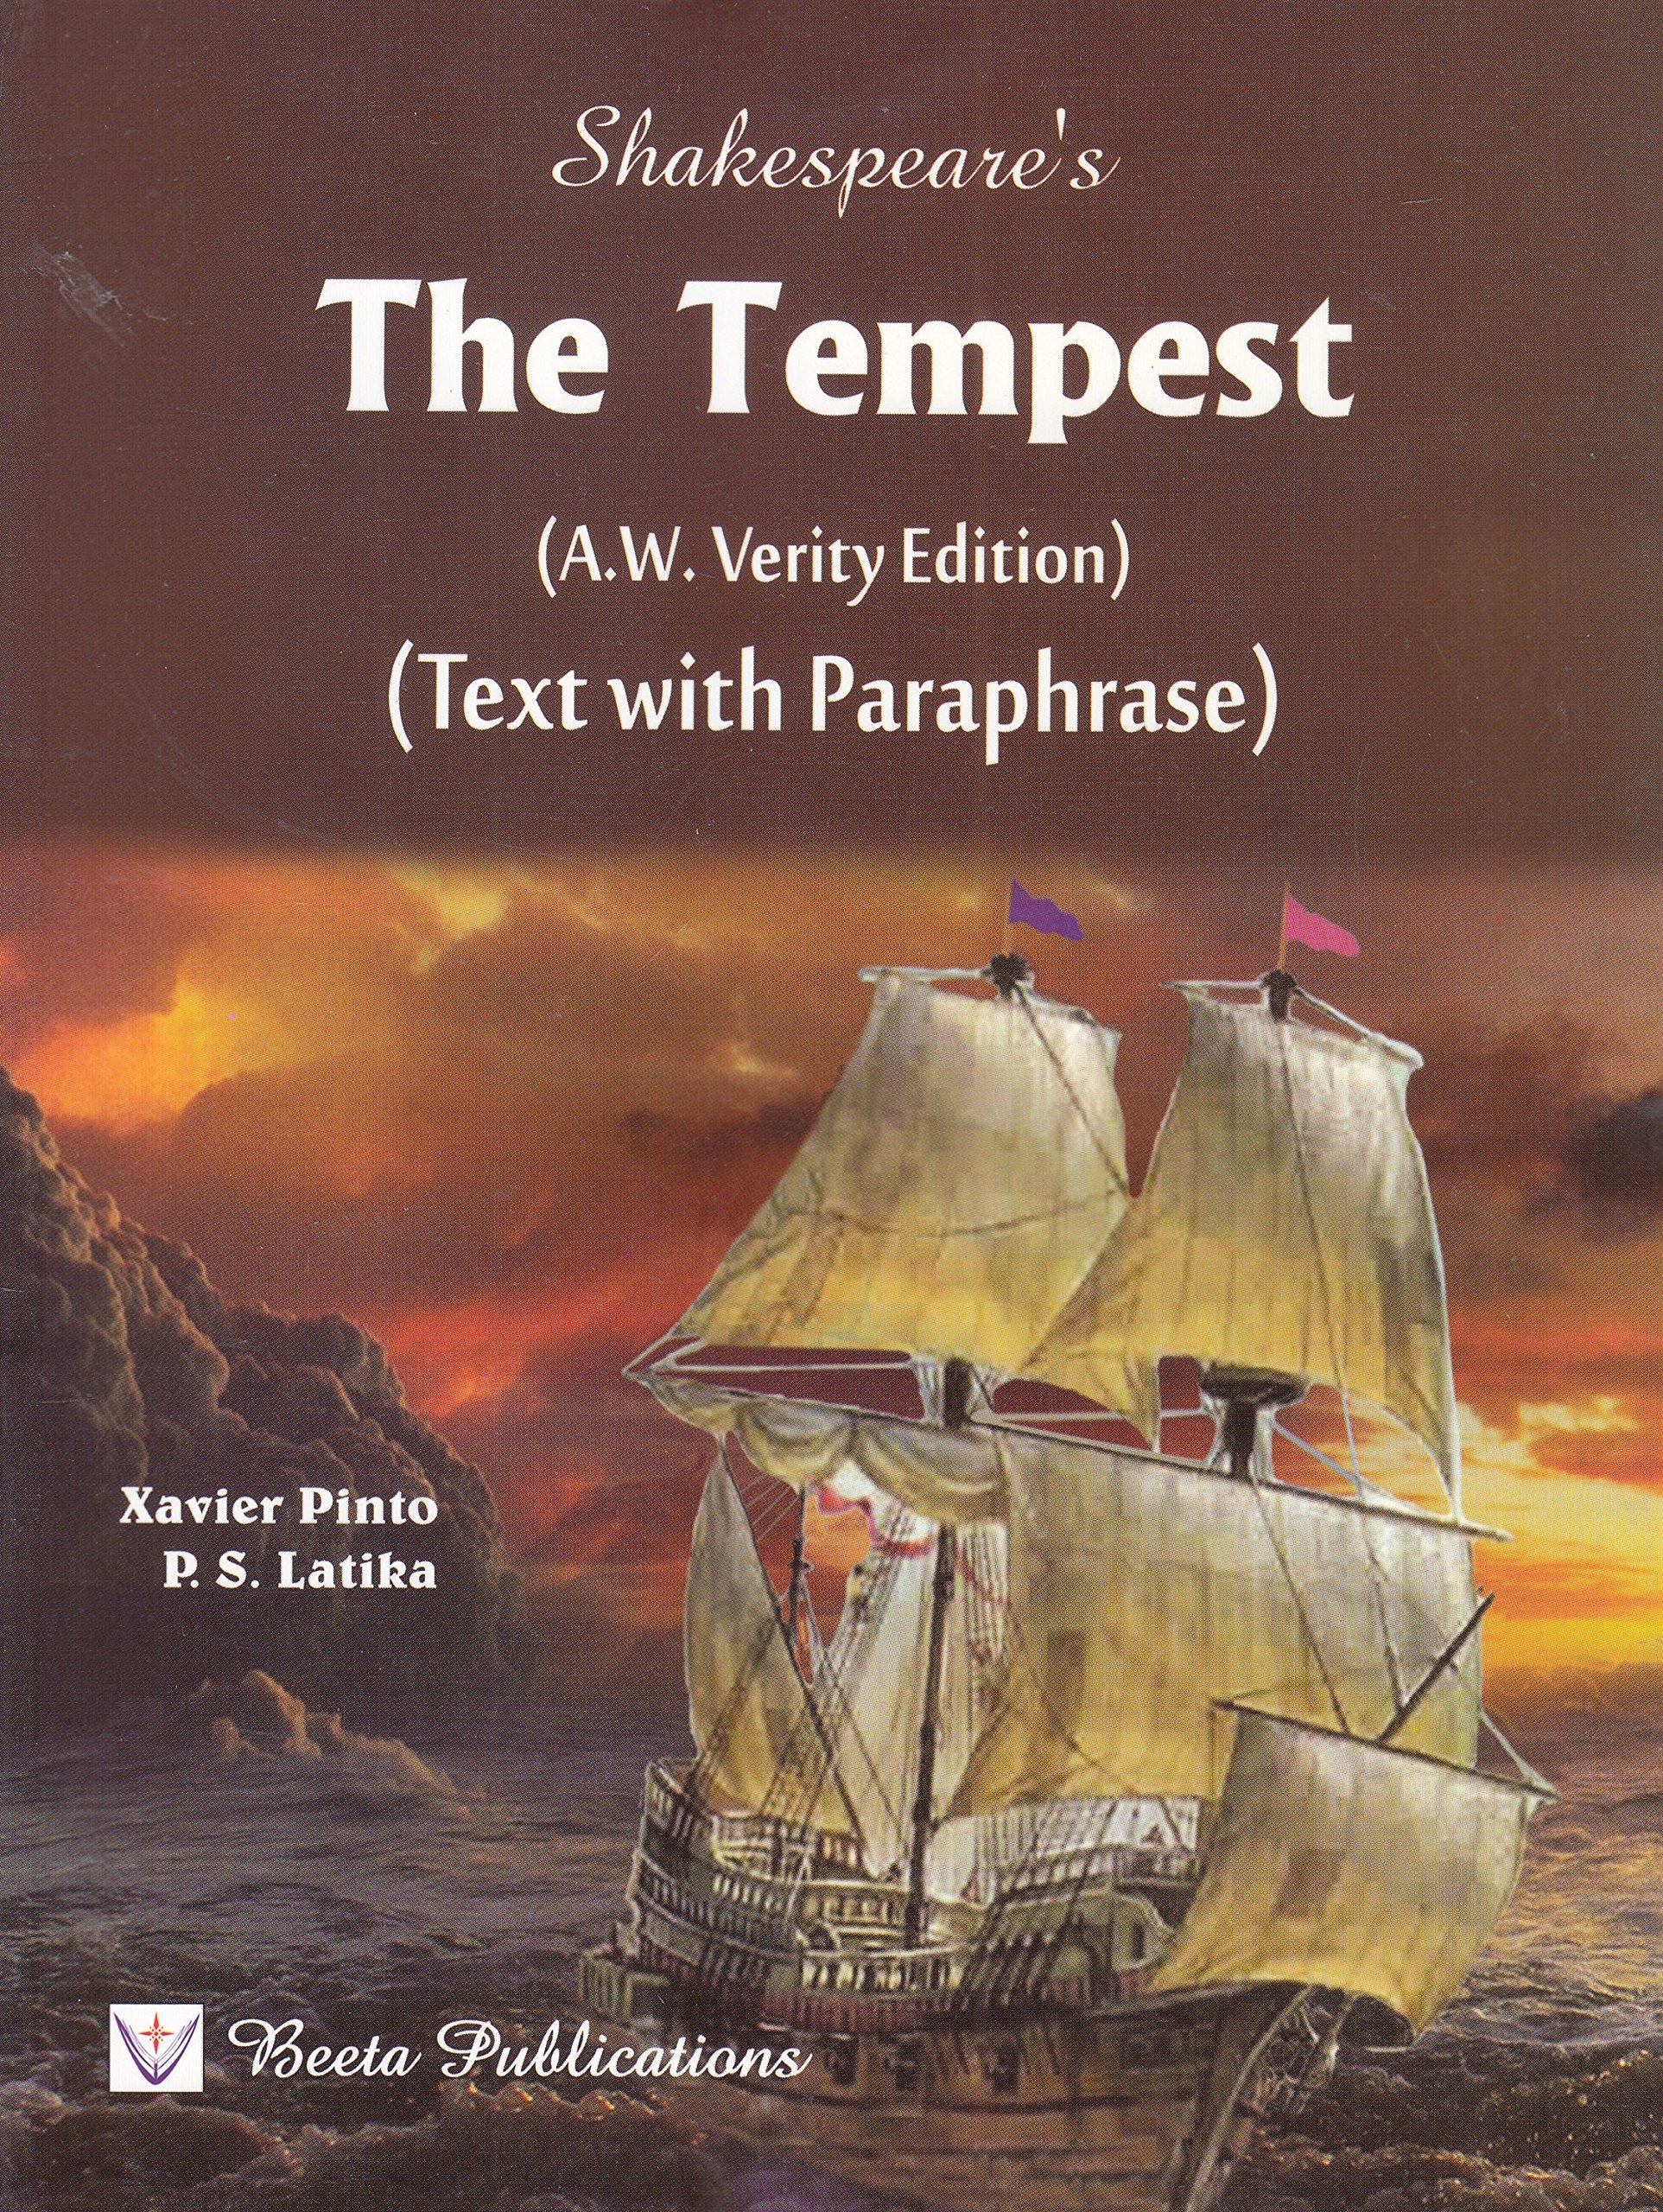 Shakespeare's
The Tempest
(A.W. Verity Edition)
(Text with Paraphrase)
Xavier Pinto
P. S. Latika
Beeta Publications